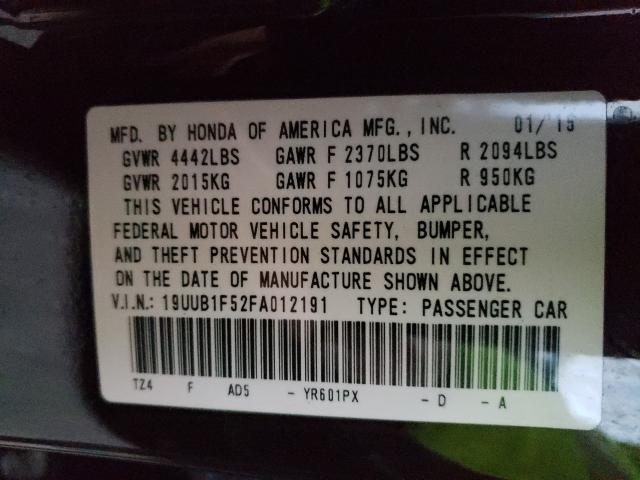 MFD. BY HONDA OF AMERICA MFG., INC. 01/15
GVWR 4442LBS GAWR F 2370LBS R 2094LBS
GVWR 2015KG GAWR F 1075KG R 950KG
THIS VEHICLE CONFORMS TO ALL APPLICABLE
FEDERAL MOTOR VEHICLE SAFETY, BUMPER,
AND THEFT PREVENTION STANDARDS IN EFFECT
ON THE DATE OF MANUFACTURE SHOWN ABOVE.
V.I.N.: 19UUB1F52FA012191 TYPE: PASSENGER CAR
TZ4 F AD5 - YR601PX - D - A